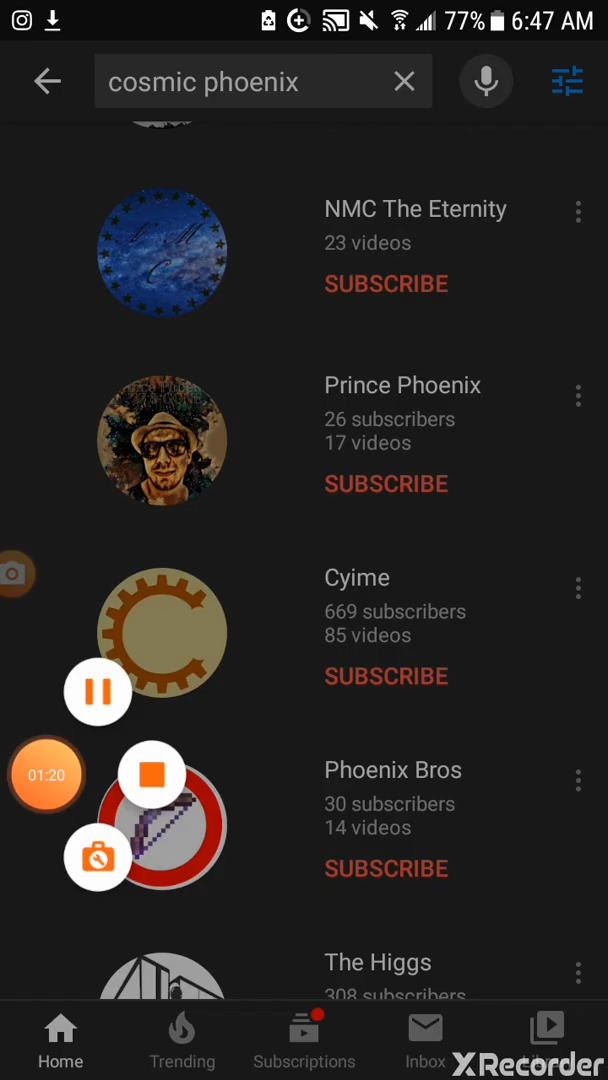 77% 6:47 AM
cosmic phoenix
NMC The Eternity
23 videos
SUBSCRIBE
Prince Phoenix
26 subscribers
17 videos
SUBSCRIBE
Cyime
669 subscribers
85 videos
SUBSCRIBE
01:20
Phoenix Bros
30 subscribers
14 videos
SUBSCRIBE
The Higgs
308 subscribers
Home
Trending
Subscriptions
Inbox
XRecorder